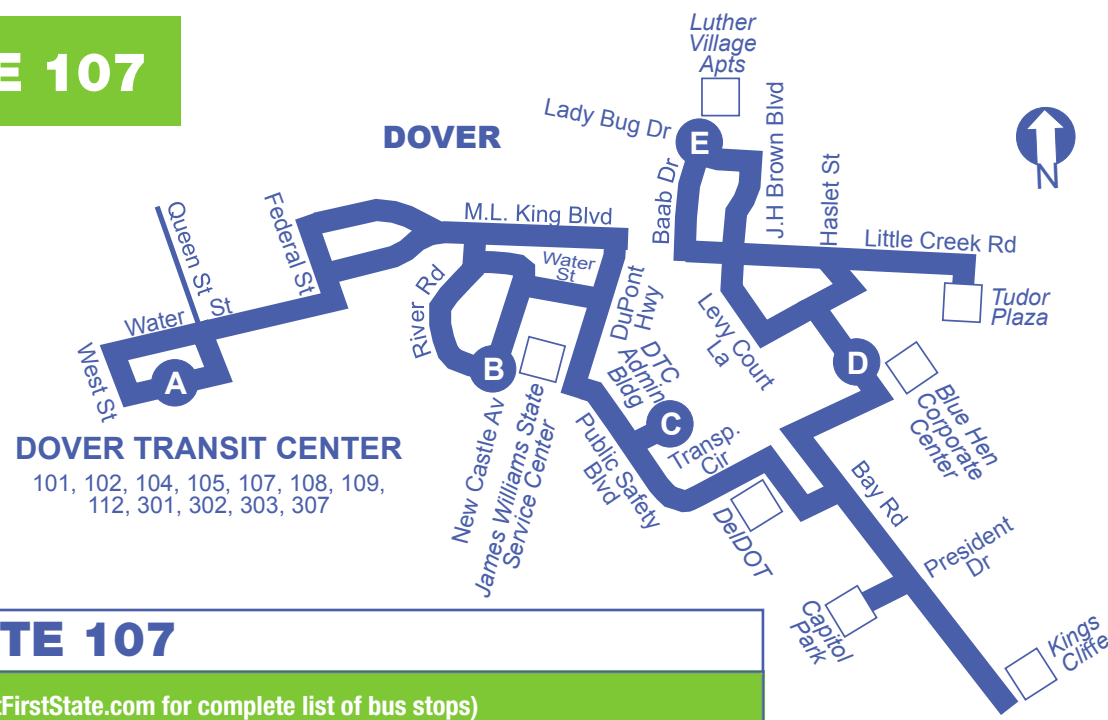 E 107
DOVER
Luther
Village
Apts
Lady Bug Dr
E
J.H Brown Blvd
Baab Dr
Haslet St
N
Little Creek Rd
Tudor
Plaza
Queen St
Federal St
M.L. King Blvd
Water
St
River Rd
DuPont
Hwy
Levy Court
La
Water St
West St
A
B
DTC
Admin
Bldg
C
D
Blue Hen
Corporate
Center
DOVER TRANSIT CENTER
101, 102, 104, 105, 107, 108, 109,
112, 301, 302, 303, 307
New Castle Av
James Williams State
Service Center
Public Safety
Blvd
Transp.
Cir
DelDOT
Bay Rd
President
Dr
Capitol
Park
Kings
Cliffe
TE 107
tFirstState.com for complete list of bus stops)